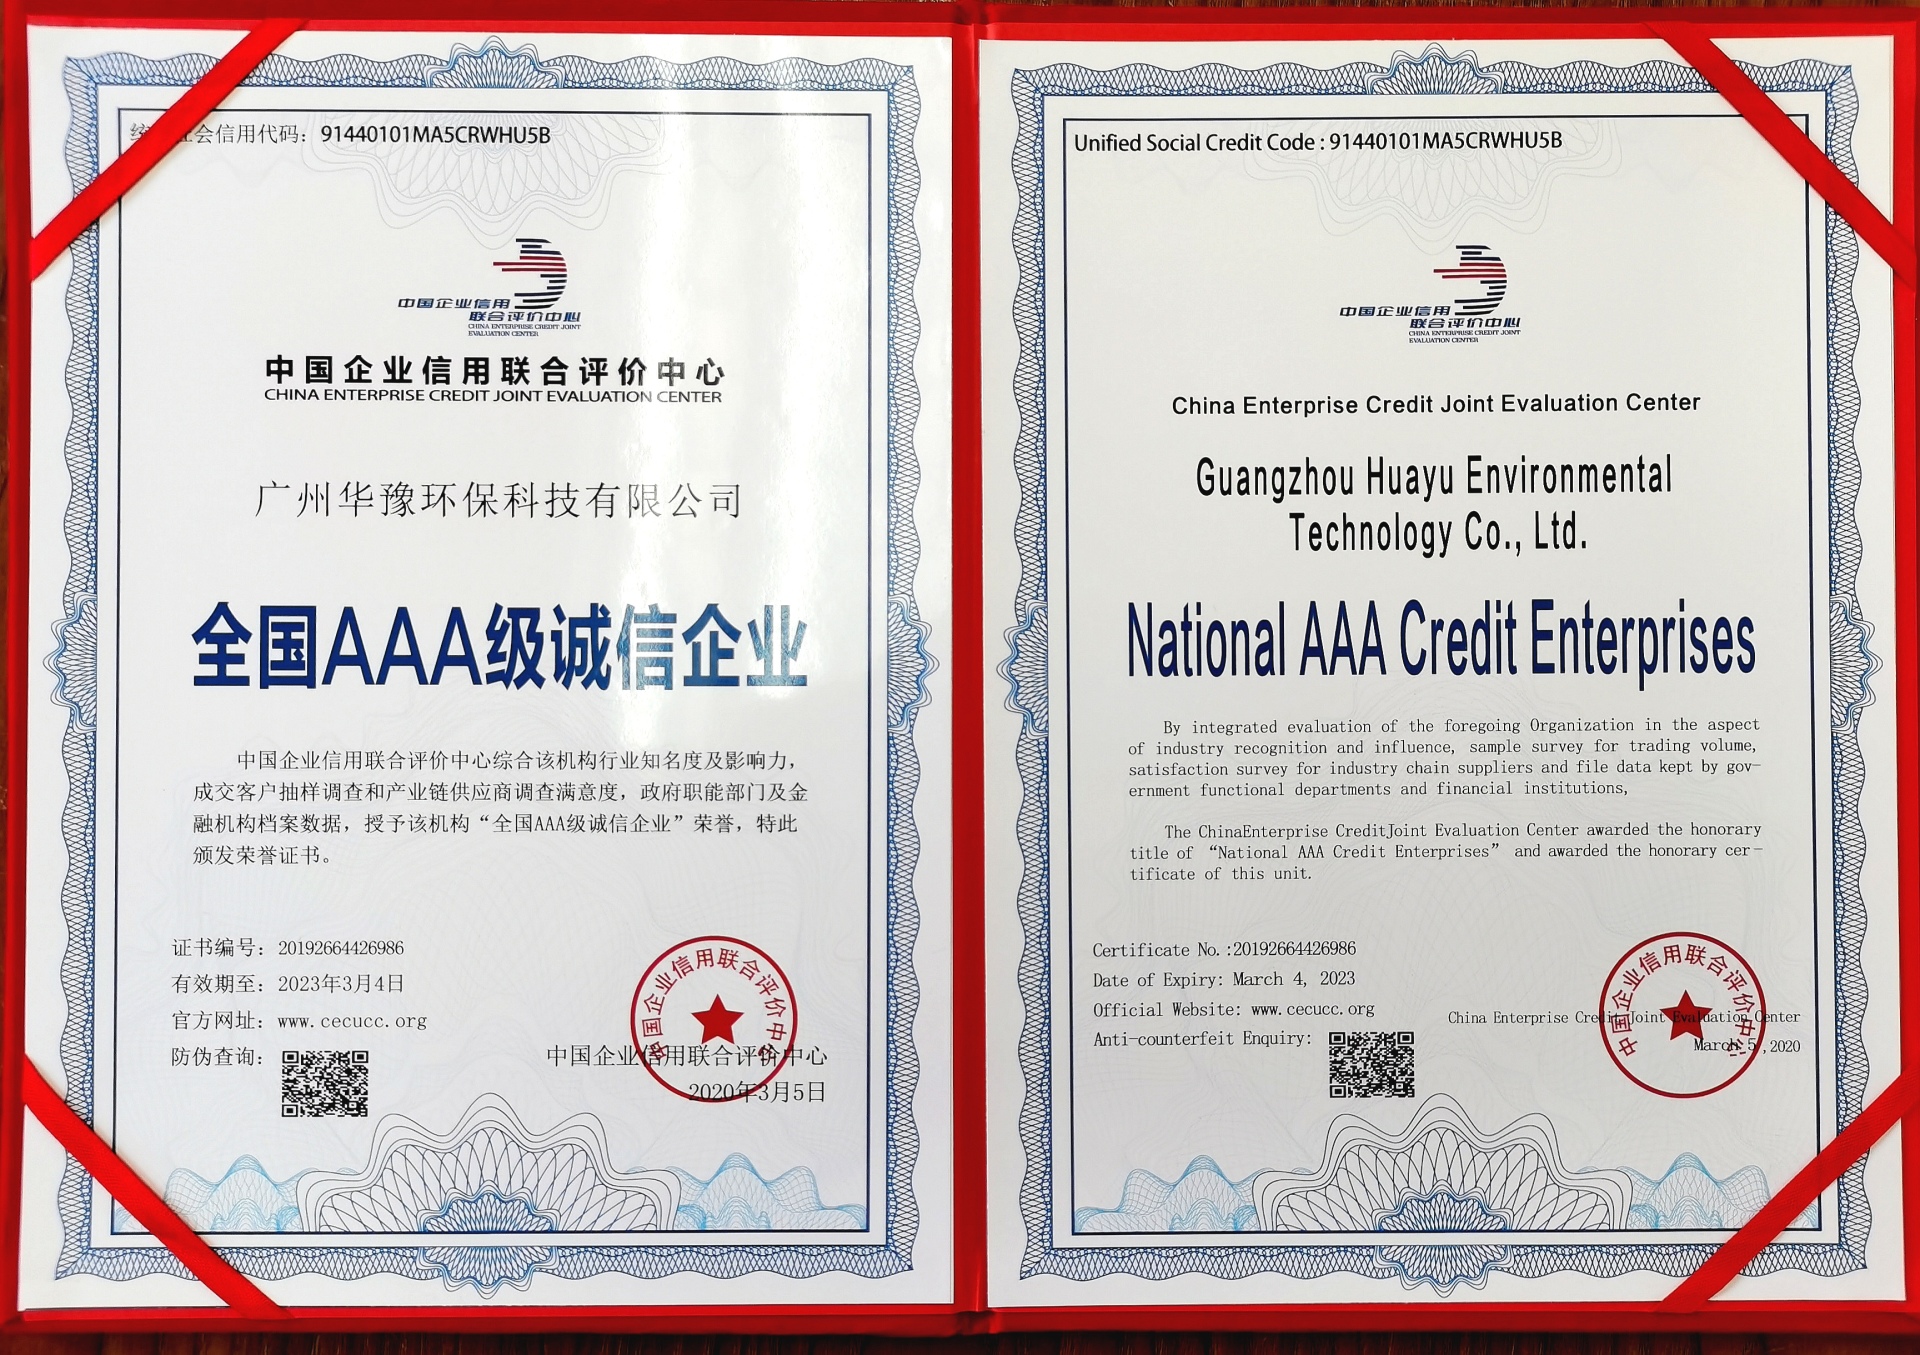 会信用代码：91440101MA5CRWHU5B
中国企业信用
联合评价中心
CHINA ENTERPRISE CREDIT JOINT
EVALUATION CENTER
中国企业信用联合评价中心
CHINA ENTERPRISE CREDIT JOINT EVALUATION CENTER
广州华豫环保科技有限公司
全国AAA级诚信企业
中国企业信用联合评价中心综合该机构行业知名度及影响力，
成交客户抽样调查和产业链供应商调查满意度，政府职能部门及金
融机构档案数据，授予该机构“全国AAA级诚信企业”荣誉，特此
颁发荣誉证书。
证书编号：20192664426986
有效期至：2023年3月4日
官方网址：www.cecucc.org
防伪查询：
中国企业信用联合评价中心
中国企业信用联合评价中心
2020年3月5日
Unified Social Credit Code : 91440101MA5CRWHU5B
中国企业信用
联合评价中心
CHINA ENTERPRISE CREDIT JOINT
EVALUATION CENTER
China Enterprise Credit Joint Evaluation Center
Guangzhou Huayu Environmental
Technology Co., Ltd.
National AAA Credit Enterprises
By integrated evaluation of the foregoing Organization in the aspect
of industry recognition and influence, sample survey for trading volume,
satisfaction survey for industry chain suppliers and file data kept by gov-
ernment functional departments and financial institutions,
The ChinaEnterprise CreditJoint Evaluation Center awarded the honorary
title of “National AAA Credit Enterprises” and awarded the honorary cer-
tificate of this unit.
Certificate No.:20192664426986
Date of Expiry: March 4, 2023
Official Website: www.cecucc.org
Anti-counterfeit Enquiry:
中国企业信用联合评价中心
China Enterprise Credit Joint Evaluation Center
March 5,2020